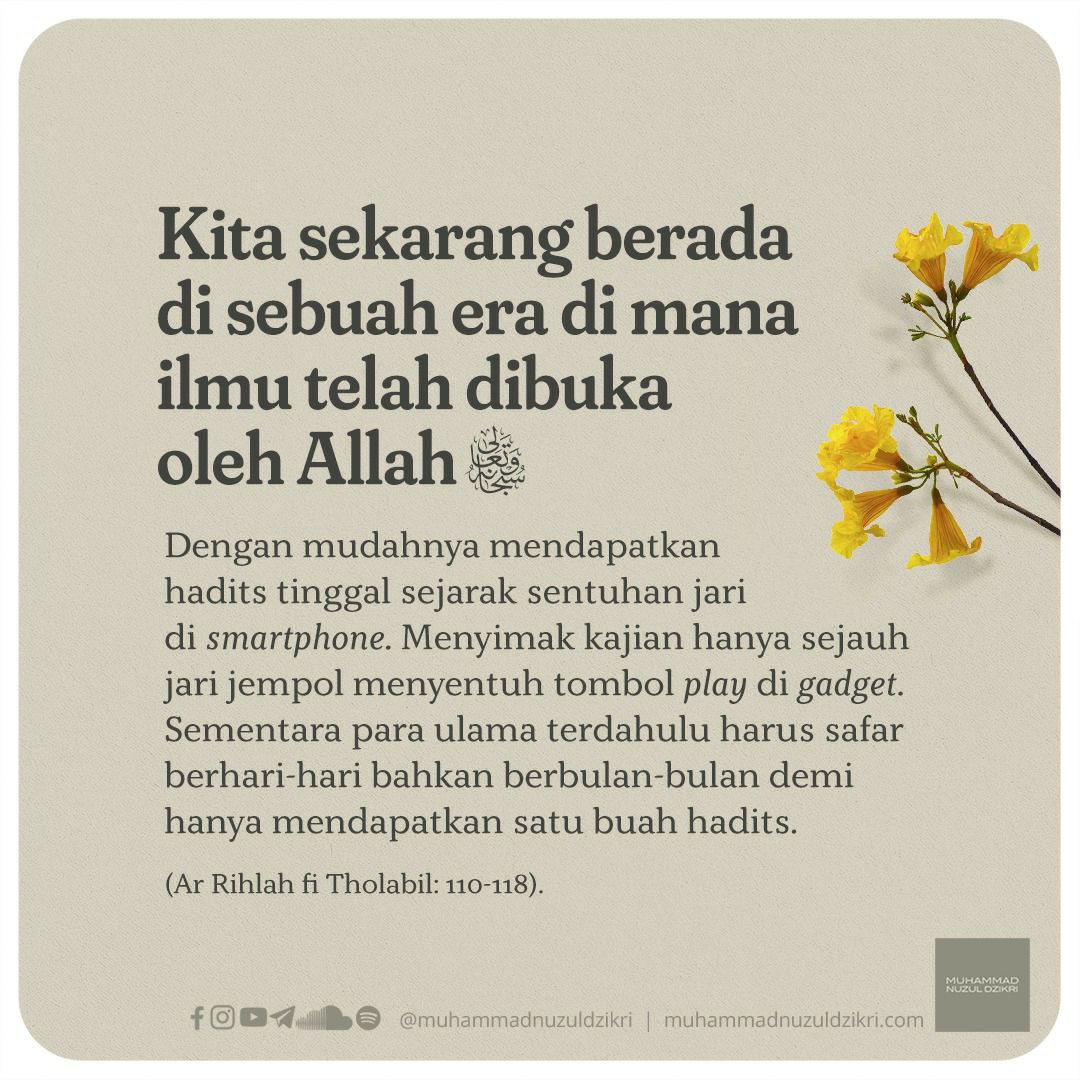 Kita sekarang berada
di sebuah era di mana
ilmu telah dibuka
oleh Allah سبحانه وتعالى
Dengan mudahnya mendapatkan
hadits tinggal sejarak sentuhan jari
di smartphone. Menyimak kajian hanya sejauh
jari jempol menyentuh tombol play di gadget.
Sementara para ulama terdahulu harus safar
berhari-hari bahkan berbulan-bulan demi
hanya mendapatkan satu buah hadits.
(Ar Rihlah fi Tholabil: 110-118).
MUHAMMAD
NUZUL DZIKRI
@muhammadnuzuldzikri | muhammadnuzuldzikri.com